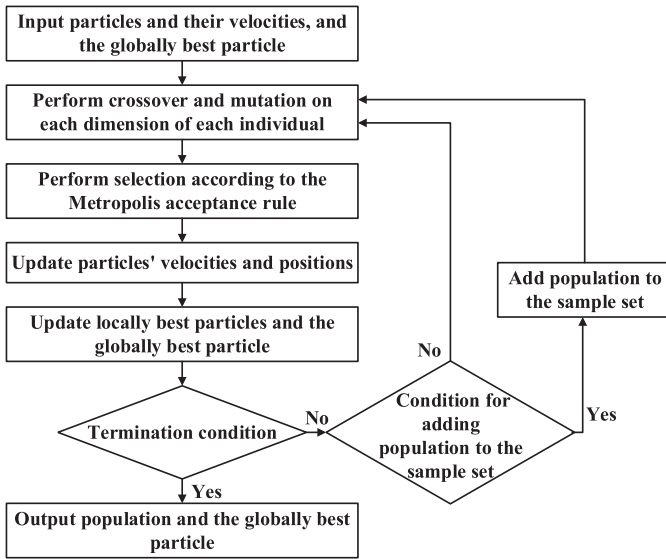 Input particles and their velocities, and
the globally best particle
Perform crossover and mutation on
each dimension of each individual
Perform selection according to the
Metropolis acceptance rule
Update particles' velocities and positions
Add population to
the sample set
Update locally best particles and the
globally best particle
No
Condition for
adding
population to the
sample set
Yes
No
Termination condition
Yes
Output population and the globally best
particle